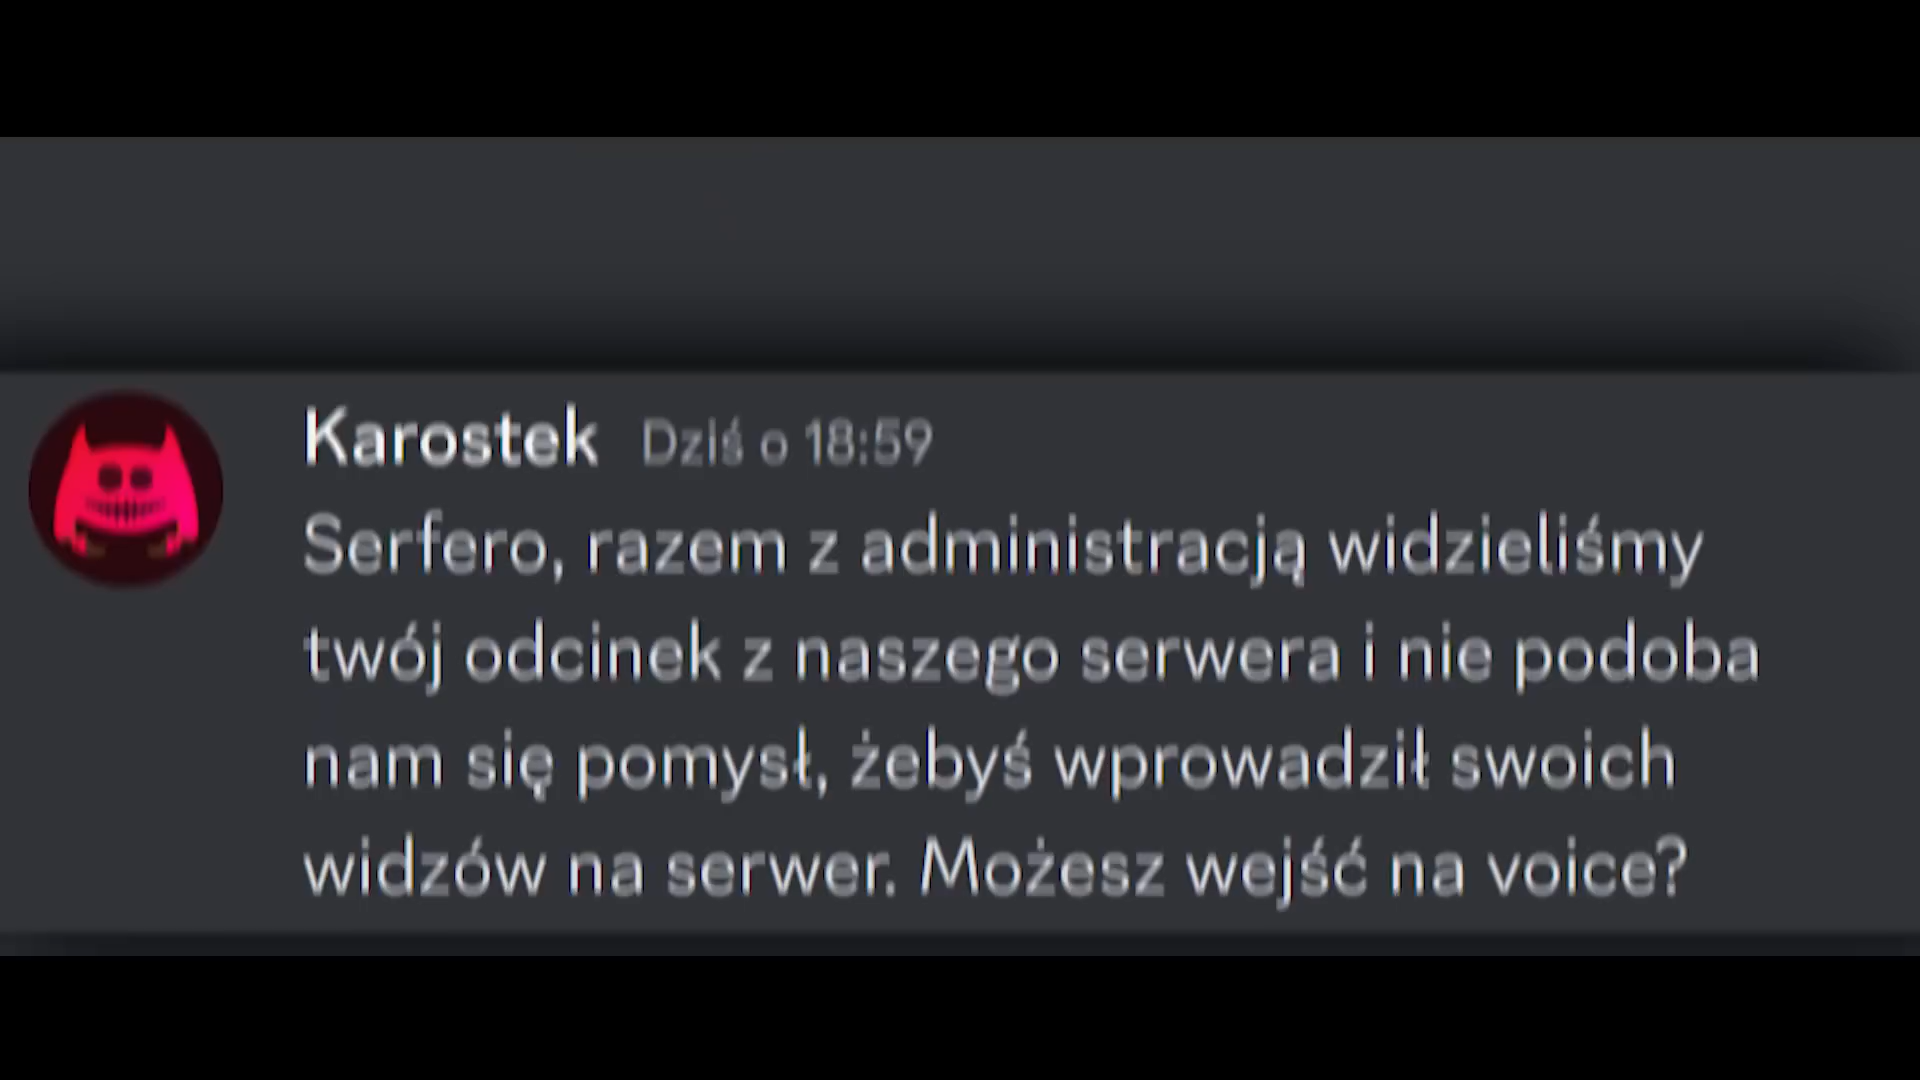 Karostek Dziś o 18:59
Serfero, razem z administracją widzieliśmy
twój odcinek z naszego serwera i nie podoba
nam się pomysł, żebyś wprowadził swoich
widzów na serwer. Możesz wejść na voice?